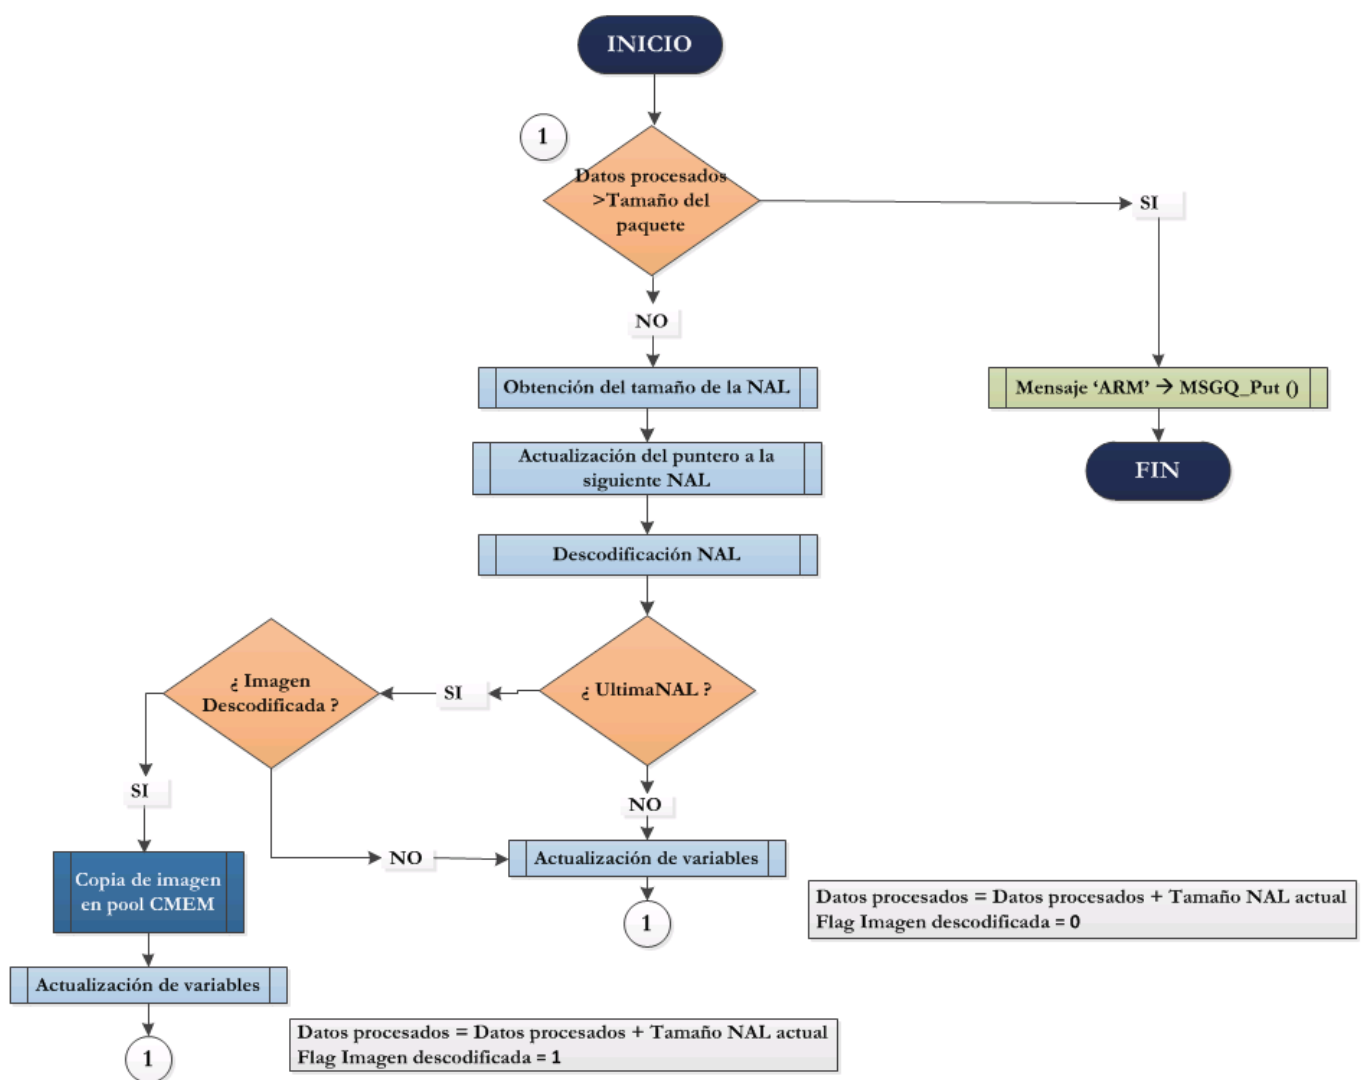 INICIO
1
Datos procesados
>Tamaño del
paquete
SI
NO
Obtención del tamaño de la NAL
Mensaje ‘ARM’ → MSGQ_Put ()
Actualización del puntero a la
siguiente NAL
FIN
Descodificación NAL
¿ Imagen
Descodificada ?
SI
¿ UltimaNAL ?
SI
NO
NO
Actualización de variables
Copia de imagen
en pool CMEM
1
Datos procesados = Datos procesados + Tamaño NAL actual
Flag Imagen descodificada = 0
Actualización de variables
1
Datos procesados = Datos procesados + Tamaño NAL actual
Flag Imagen descodificada = 1